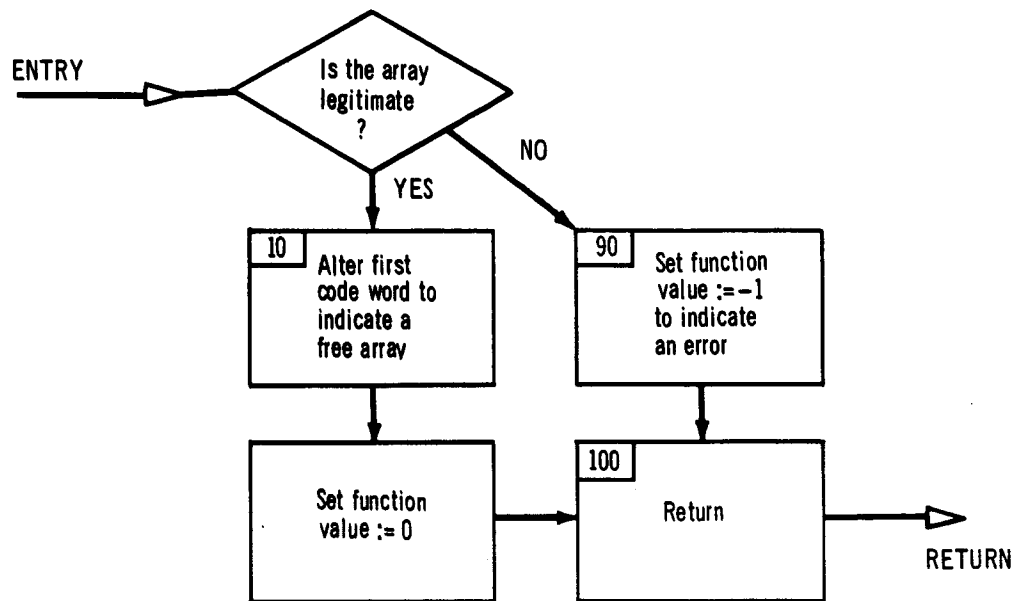 ENTRY
Is the array
legitimate
?
NO
YES
10
Alter first
code word to
indicate a
free array
90
Set function
value :=-1
to indicate
an error
Set function
value := 0
100
Return
RETURN